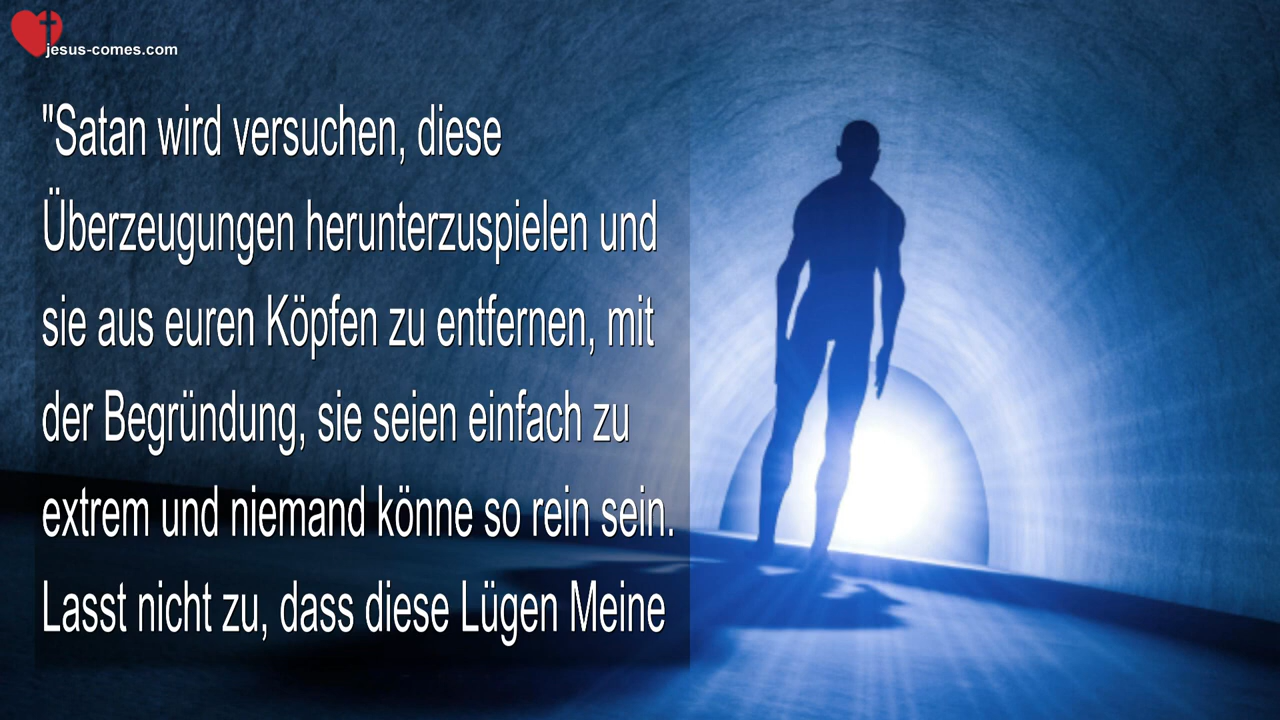 jesus-comes.com
"Satan wird versuchen, diese
Überzeugungen herunterzuspielen und
sie aus euren Köpfen zu entfernen, mit
der Begründung, sie seien einfach zu
extrem und niemand könne so rein sein.
Lasst nicht zu, dass diese Lügen Meine